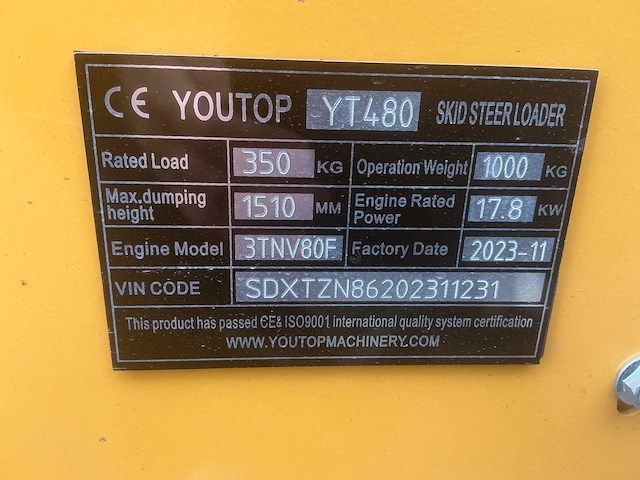 CE YOUTOP YT480 SKID STEER LOADER
Rated Load 350 KG Operation Weight 1000 KG
Max.dumping height 1510 MM Engine Rated Power 17.8 KW
Engine Model 3TNV80F Factory Date 2023-11
VIN CODE SDXTZN86202311231
This product has passed CE& ISO9001 international quality system certification
WWW.YOUTOPMACHINERY.COM